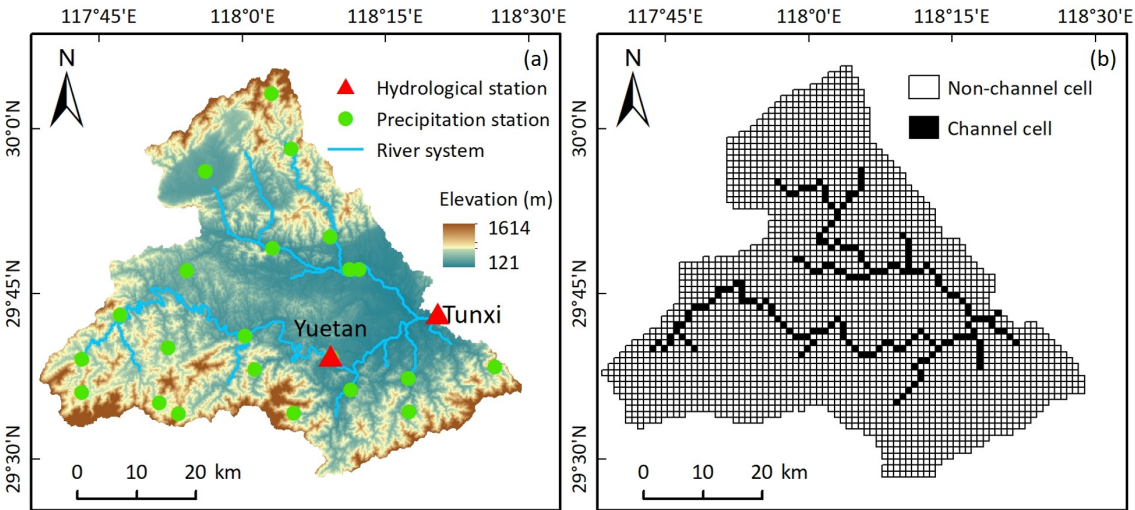 117°45'E 118°0'E 118°15'E 118°30'E 117°45'E 118°0'E 118°15'E 118°30'E
N
(a)
Hydrological station
Precipitation station
River system
Elevation (m)
1614
121
Yuetan
Tunxi
30°0'N
29°45'N
29°30'N
0 10 20 km
N
(b)
Non-channel cell
Channel cell
30°0'N
29°45'N
29°30'N
0 10 20 km